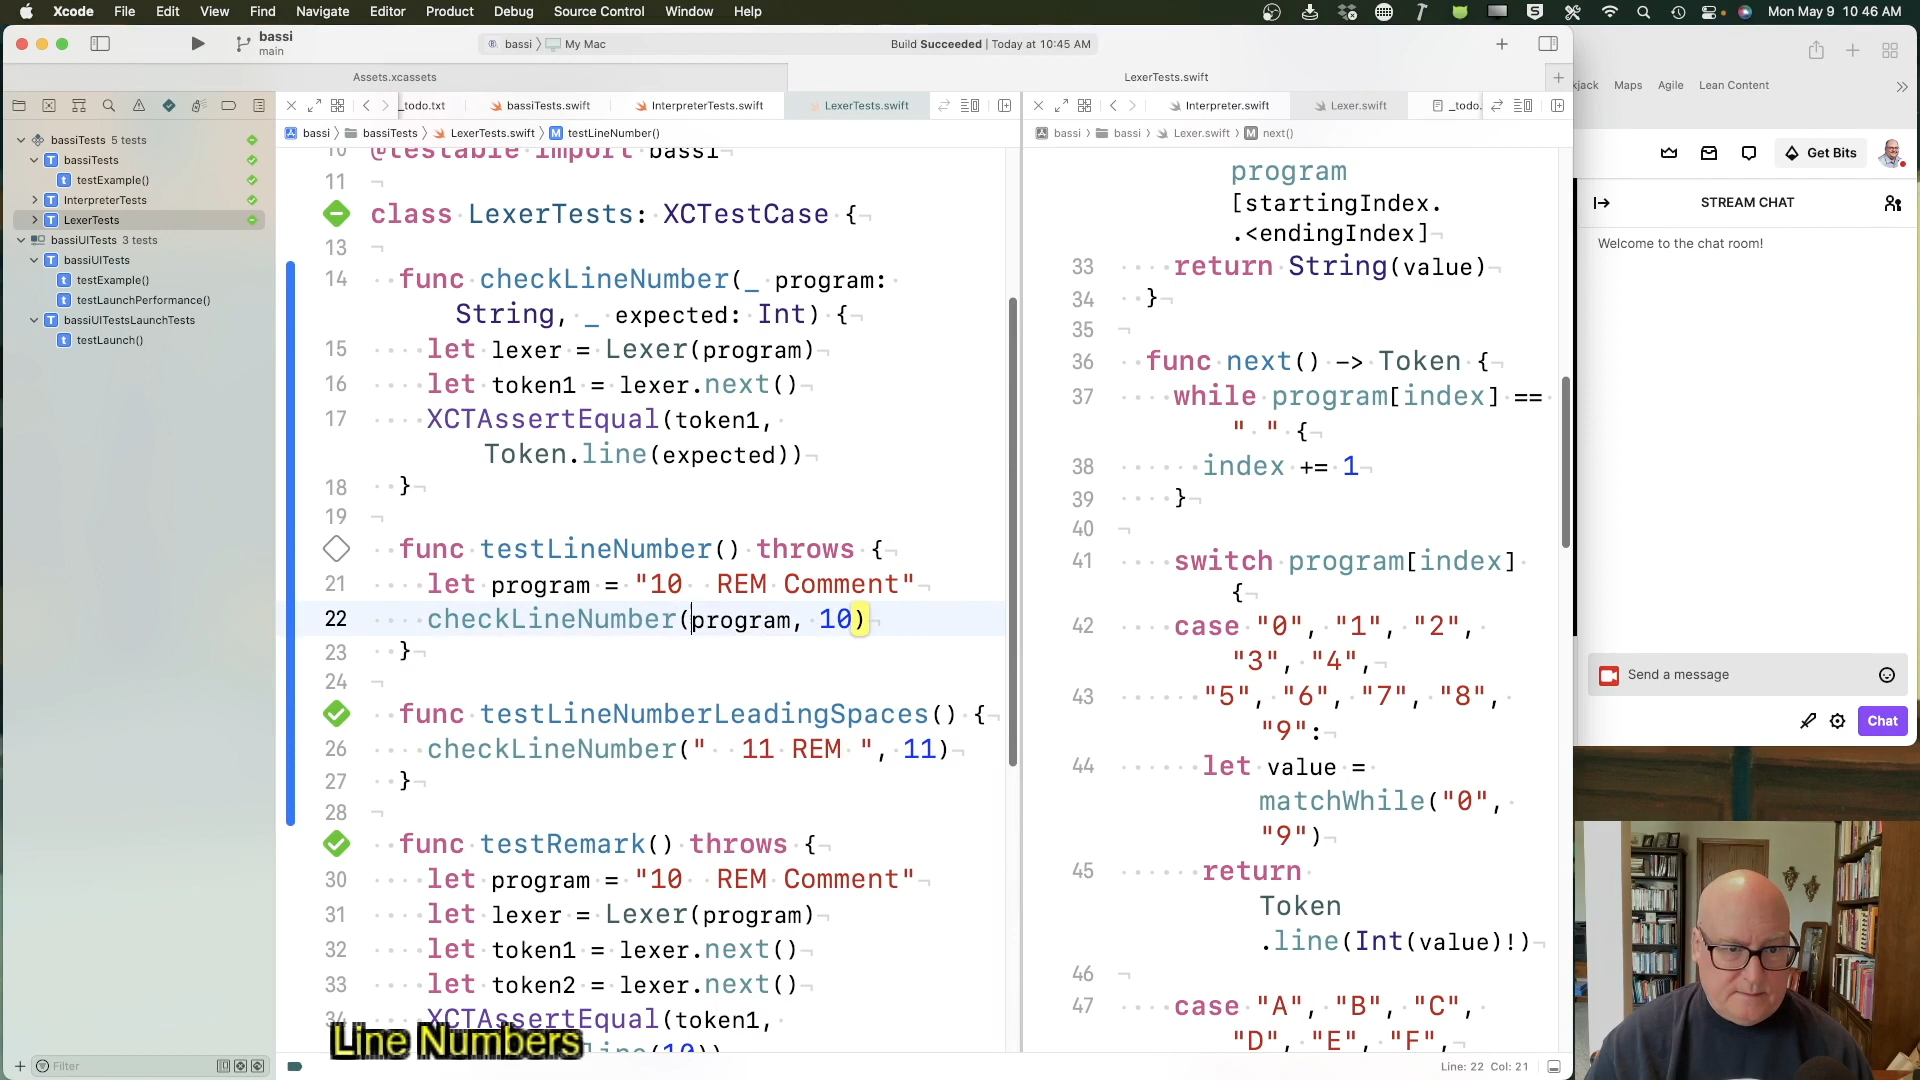 Xcode File Edit View Find Navigate Editor Product Debug Source Control Window Help
Mon May 9 10:46 AM
bassi
main
bassi My Mac
Build Succeeded | Today at 10:45 AM
Assets.xcassets
LexerTests.swift
_todo.txt bassiTests.swift InterpreterTests.swift LexerTests.swift
bassi bassiTests LexerTests.swift M testLineNumber()
bassiTests 5 tests
T bassiTests
t testExample()
T InterpreterTests
T LexerTests
bassiUITests 3 tests
T bassiUITests
t testExample()
t testLaunchPerformance()
T bassiUITestsLaunchTests
t testLaunch()
Filter
10 @testable import bassi
11
class LexerTests: XCTestCase {
13
14 func checkLineNumber(_ program:
String, _ expected: Int) {
15 let lexer = Lexer(program)
16 let token1 = lexer.next()
17 XCTAssertEqual(token1,
Token.line(expected))
18 }
19
func testLineNumber() throws {
21 let program = "10  REM Comment"
22 checkLineNumber(program, 10)
23 }
24
func testLineNumberLeadingSpaces() {
26 checkLineNumber("  11 REM ", 11)
27 }
28
func testRemark() throws {
30 let program = "10  REM Comment"
31 let lexer = Lexer(program)
32 let token1 = lexer.next()
33 let token2 = lexer.next()
34 XCTAssertEqual(token1,
Line Numbers
Interpreter.swift Lexer.swift _todo.
bassi bassi Lexer.swift M next()
program
[startingIndex.
.<endingIndex]
33 return String(value)
34 }
35
36 func next() -> Token {
37 while program[index] ==
" " {
38 index += 1
39 }
40
41 switch program[index]
{
42 case "0", "1", "2",
"3", "4",
43 "5", "6", "7", "8",
"9":
44 let value =
matchWhile("0",
"9")
45 return
Token
.line(Int(value)!)
46
47 case "A", "B", "C",
"D", "E", "F",
Line: 22 Col: 21
kjack Maps Agile Lean Content
Get Bits
STREAM CHAT
Welcome to the chat room!
Send a message
Chat